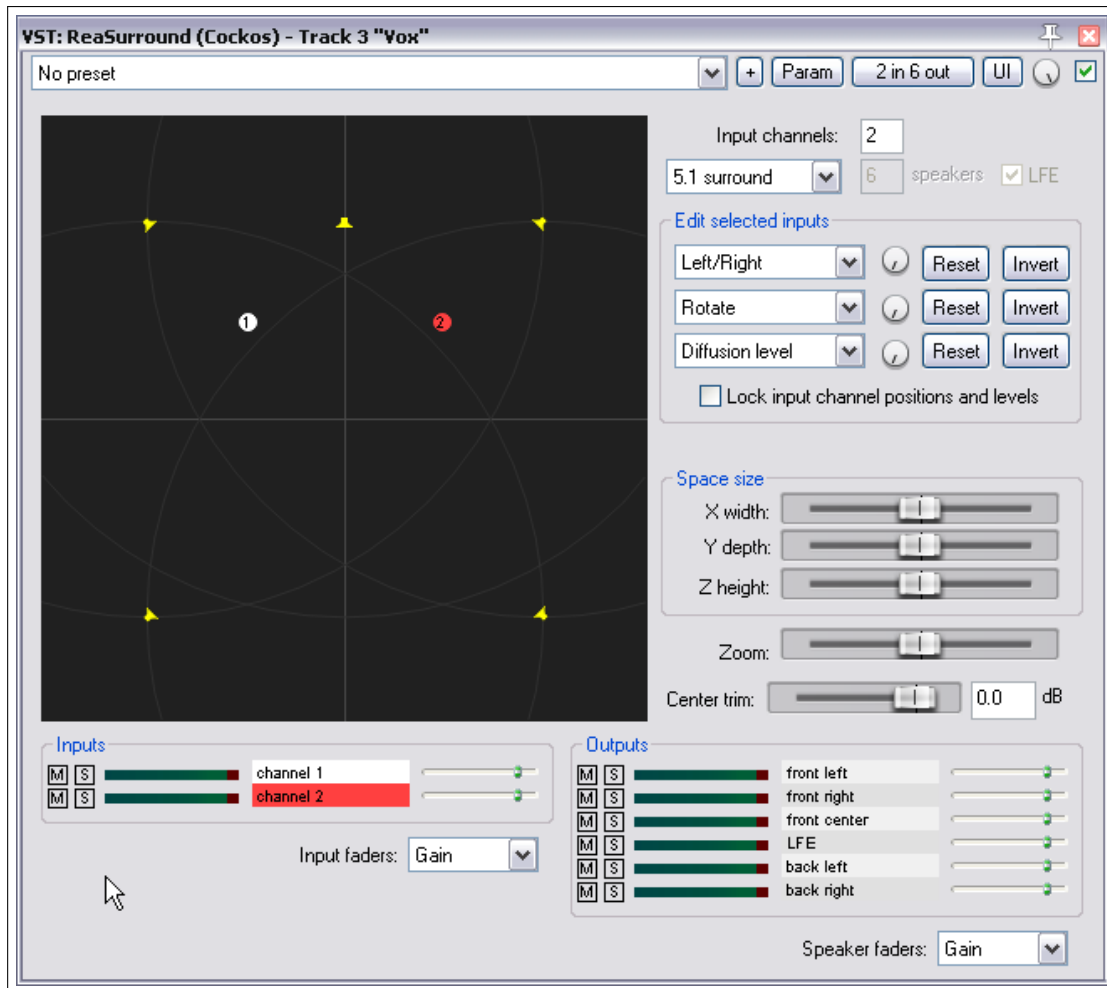 VST: ReaSurround (Cockos) - Track 3 "Vox"
No preset
+ Param 2 in 6 out UI
Input channels: 2
5.1 surround 6 speakers LFE
Edit selected inputs
Left/Right Reset Invert
Rotate Reset Invert
Diffusion level Reset Invert
Lock input channel positions and levels
1 2
Space size
X width:
Y depth:
Z height:
Zoom:
Center trim: 0.0 dB
Inputs
M S channel 1
M S channel 2
Input faders: Gain
Outputs
M S front left
M S front right
M S front center
M S LFE
M S back left
M S back right
Speaker faders: Gain